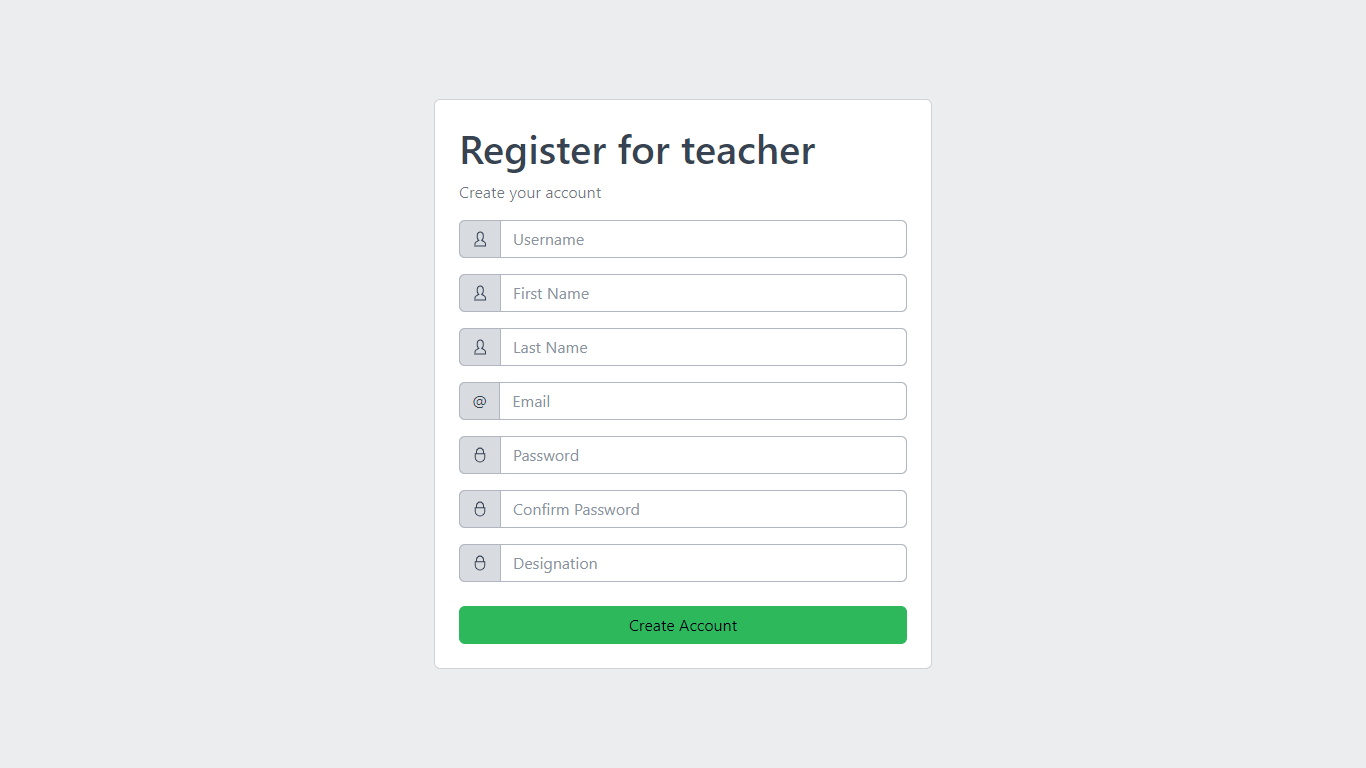 Register for teacher
Create your account
Username
First Name
Last Name
@ Email
Password
Confirm Password
Designation
Create Account